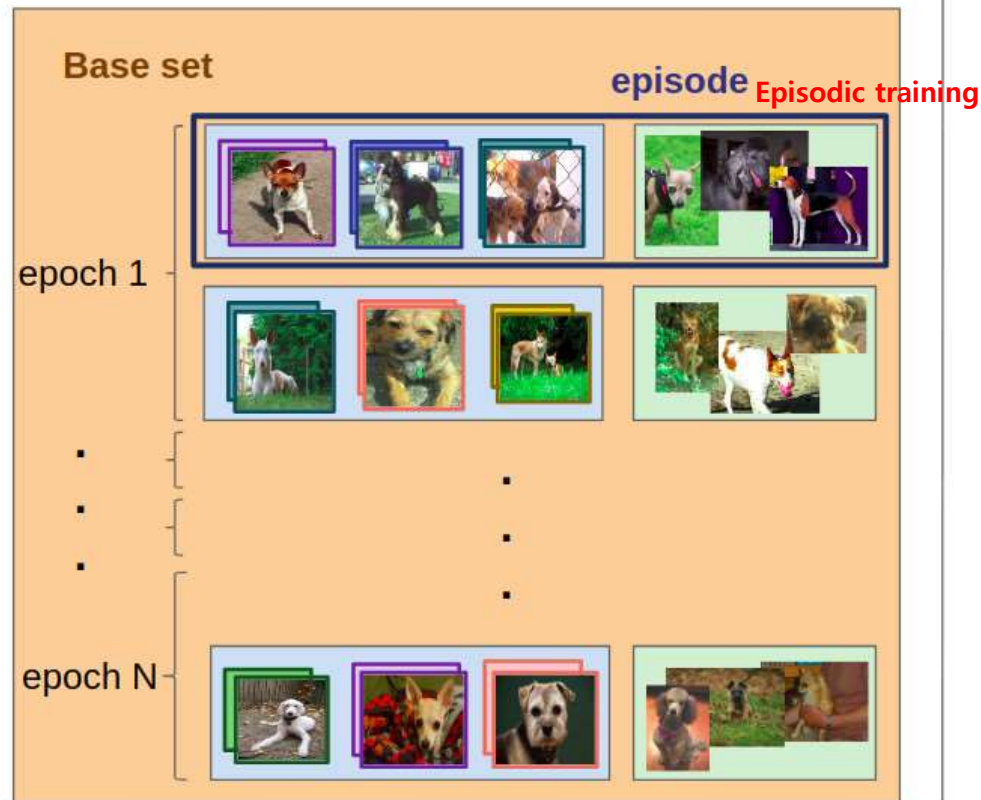 Base set
episode
Episodic training
epoch 1
.
.
.
.
.
.
epoch N